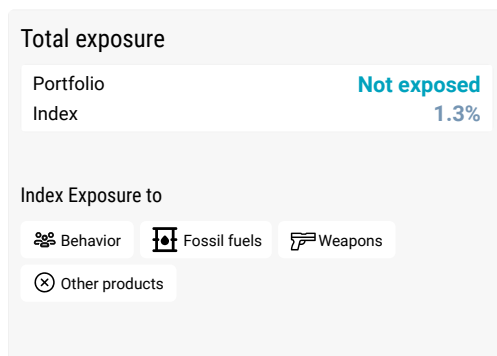 Total exposure
Portfolio Not exposed
Index 1.3%
Index Exposure to
Behavior Fossil fuels Weapons
Other products